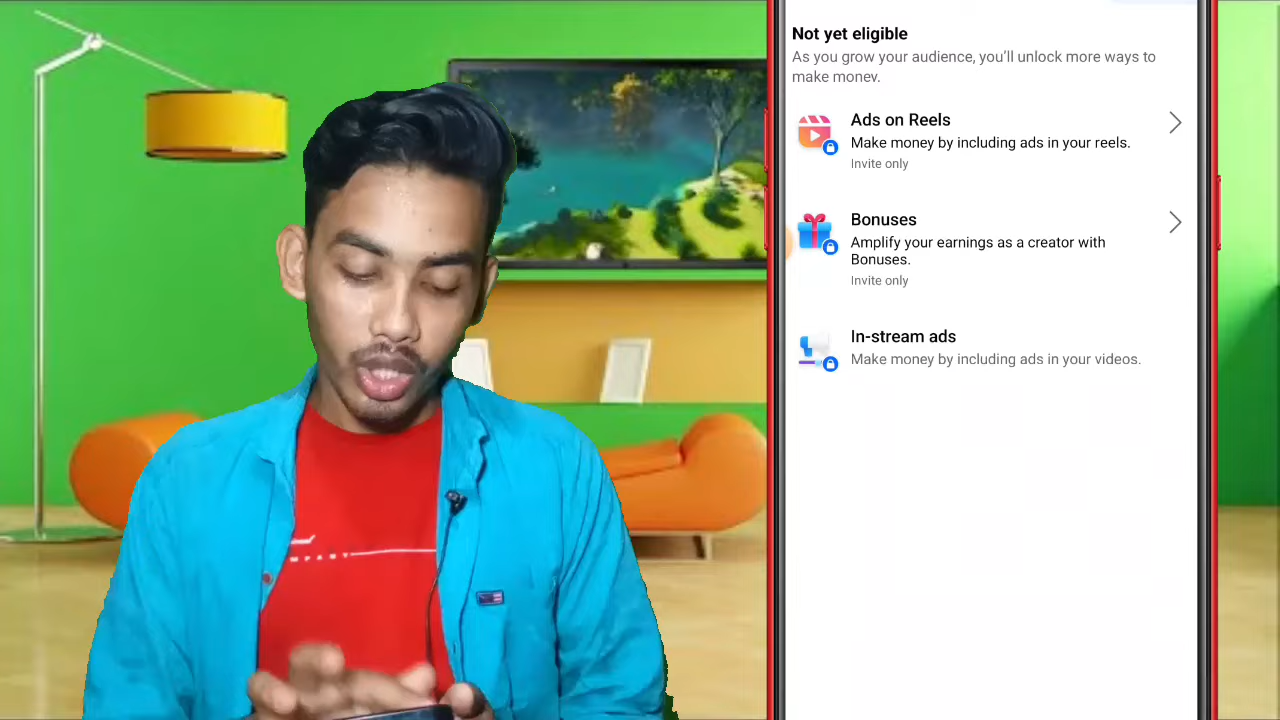 Not yet eligible
As you grow your audience, you'll unlock more ways to
make money.
Ads on Reels
Make money by including ads in your reels.
Invite only
Bonuses
Amplify your earnings as a creator with
Bonuses.
Invite only
In-stream ads
Make money by including ads in your videos.